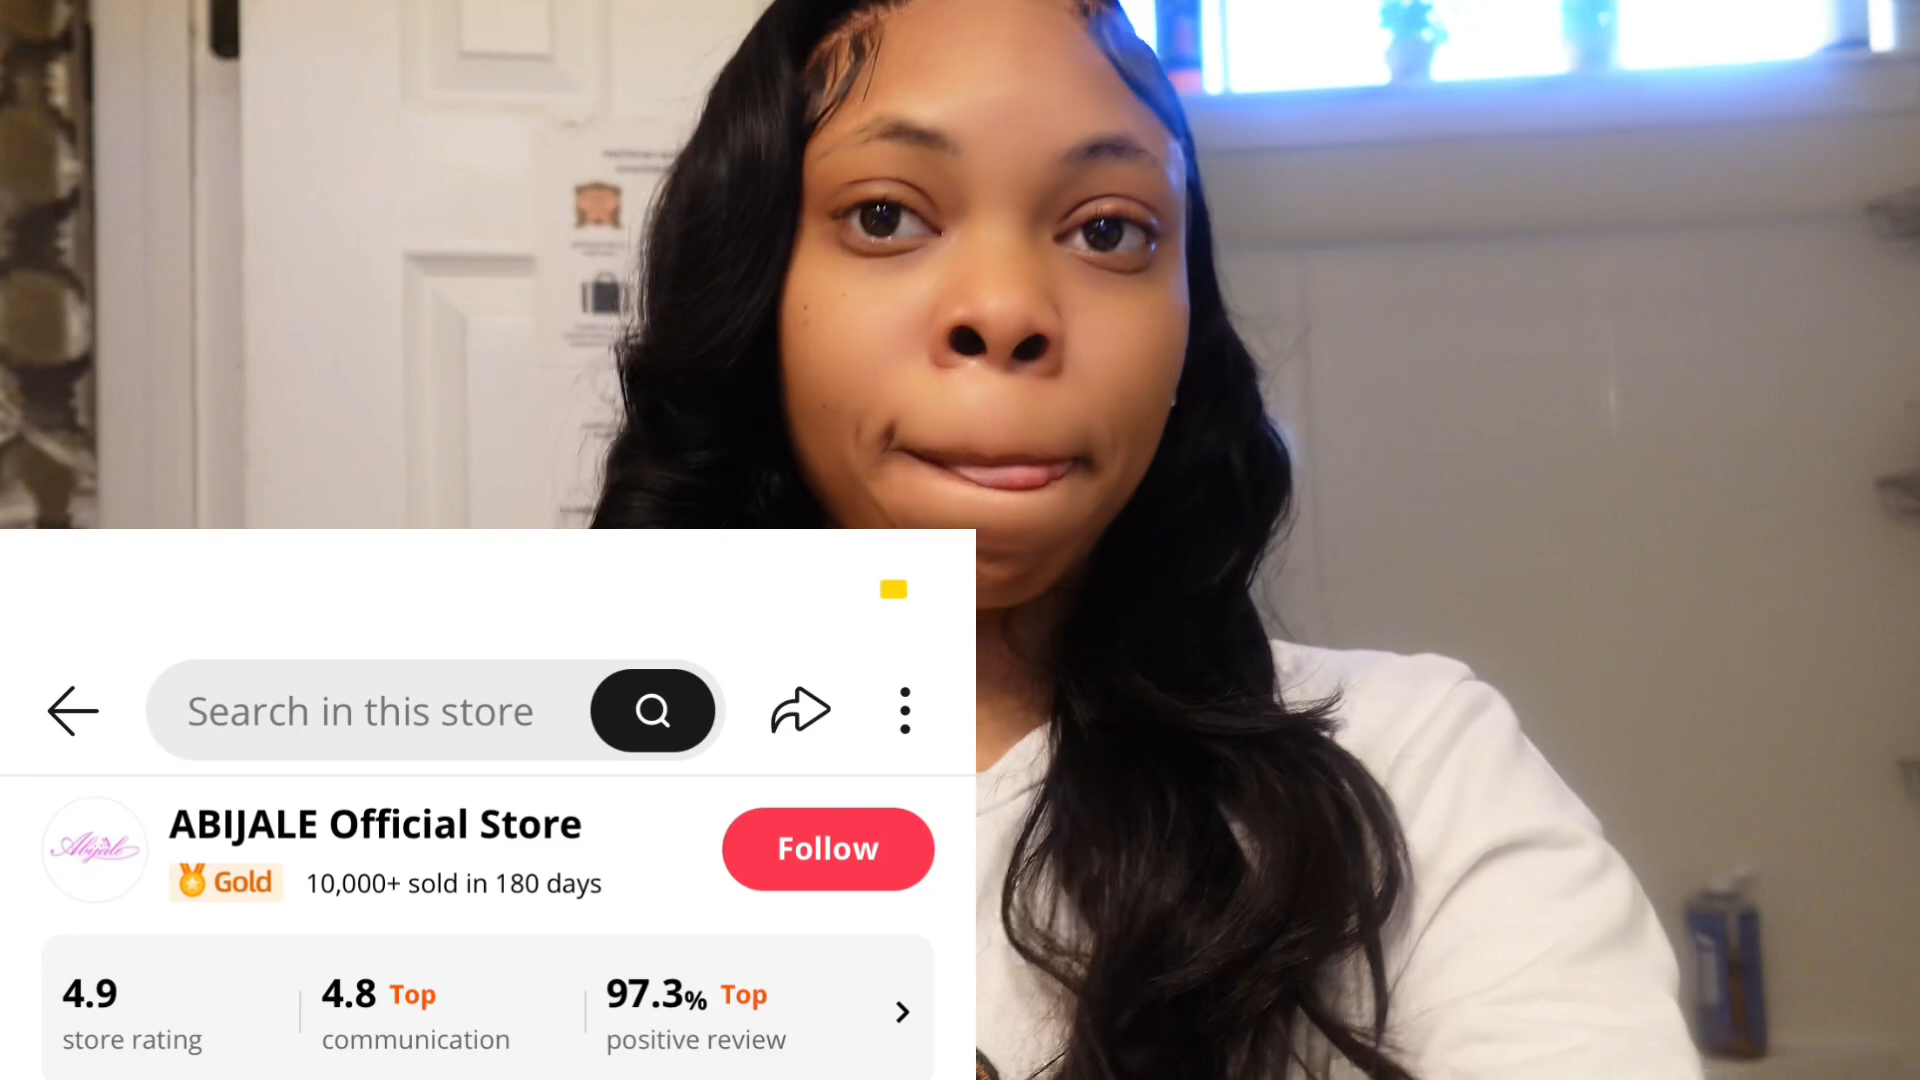 Search in this store
Abijale
ABIJALE Official Store
Follow
Gold 10,000+ sold in 180 days
4.9 4.8 Top 97.3% Top
store rating communication positive review